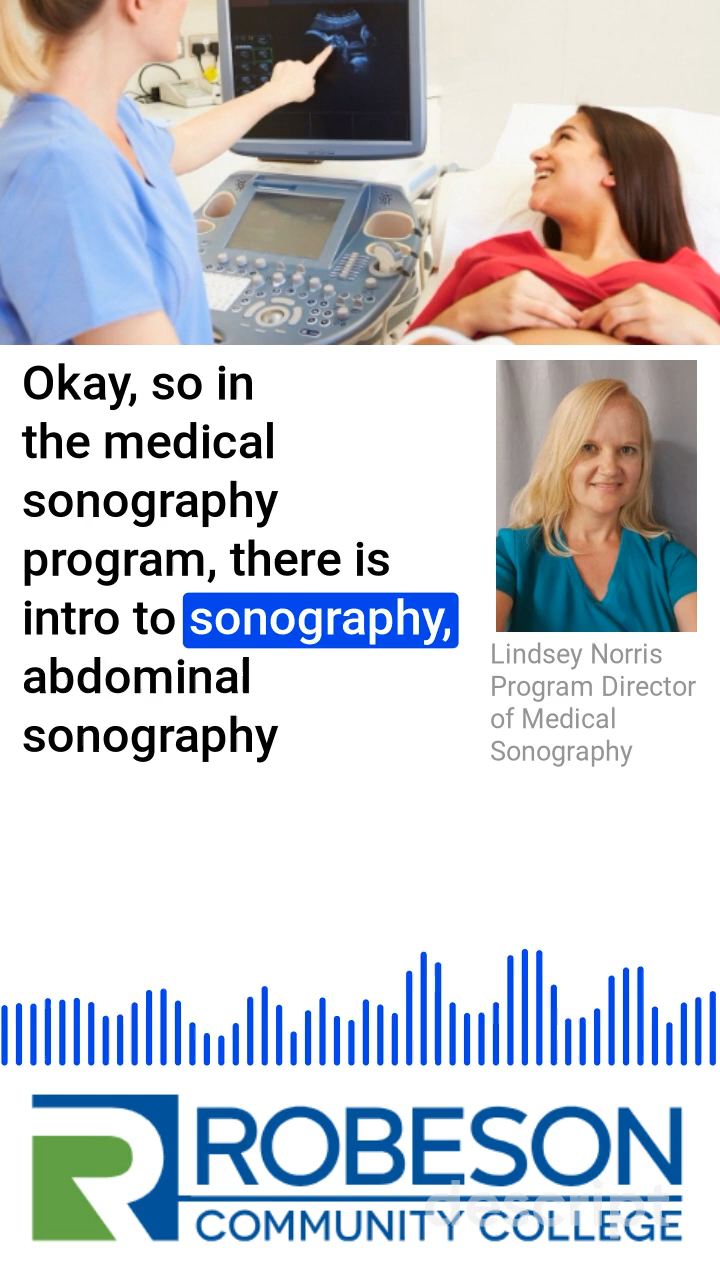 Okay, so in
the medical
sonography
program, there is
intro to sonography,
abdominal
sonography
Lindsey Norris
Program Director
of Medical
Sonography
ROBESON
COMMUNITY COLLEGE
descript